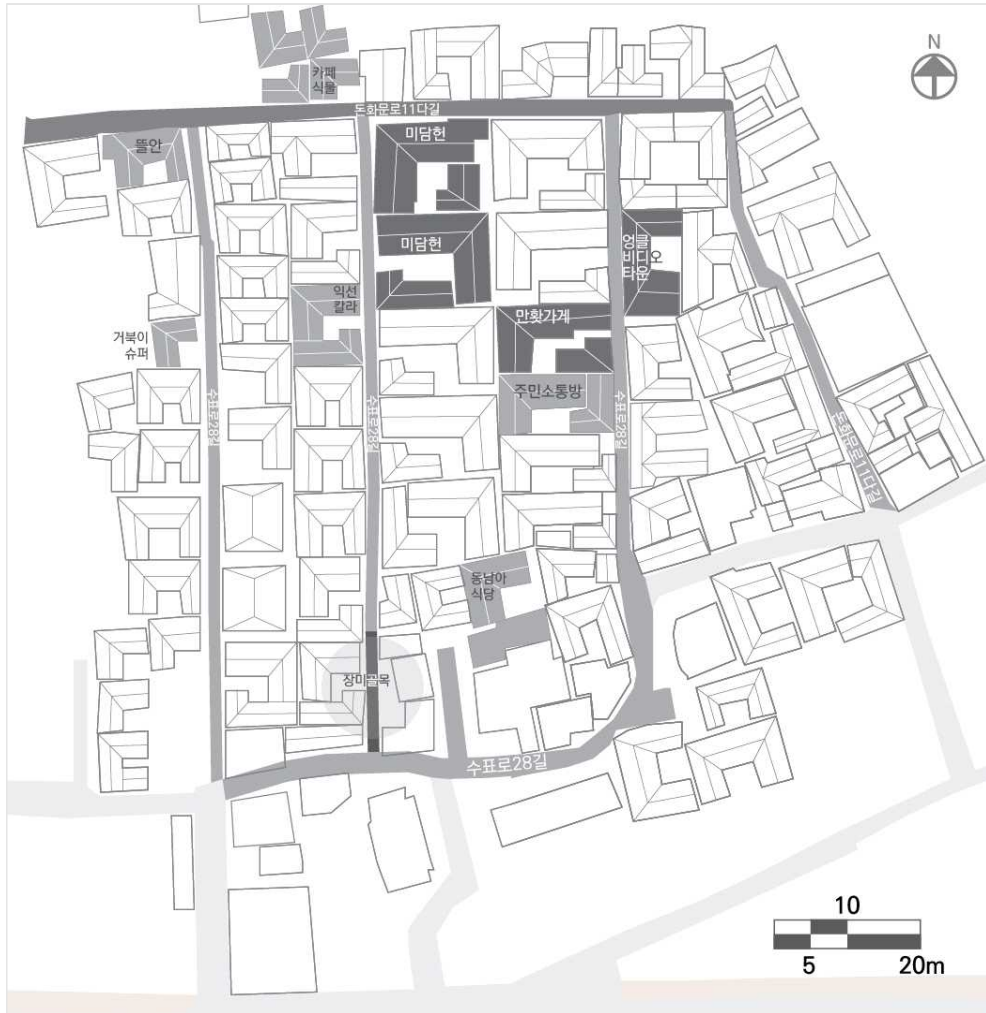 N
카페
식물
돈화문로11다길
미담헌
뜰안
미담헌
엉클
비디오
타운
익선
칼라
만홧가게
거북이
슈퍼
주민소통방
수표로28길
수표로28길
수표로28길
돈화문로11다길
동남아
식당
장미골목
수표로28길
10
5
20m